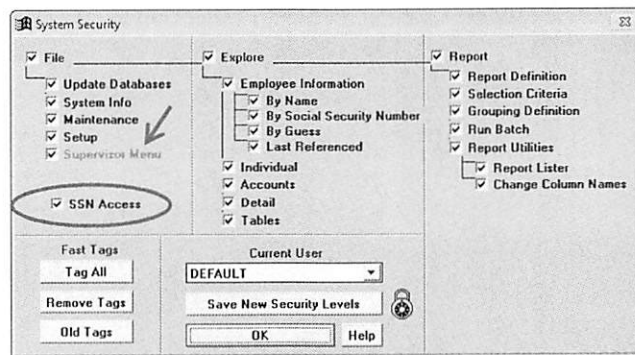 System Security
File
Update Databases
System Info
Maintenance
Setup
Supervizor Menu
SSN Access
Explore
Employee Information
By Name
By Social Security Number
By Guess
Last Referenced
Individual
Accounts
Detail
Tables
Report
Report Definition
Selection Criteria
Grouping Definition
Run Batch
Report Utilities
Report Lister
Change Column Names
Fast Tags
Tag All
Remove Tags
Old Tags
Current User
DEFAULT
Save New Security Levels
OK
Help